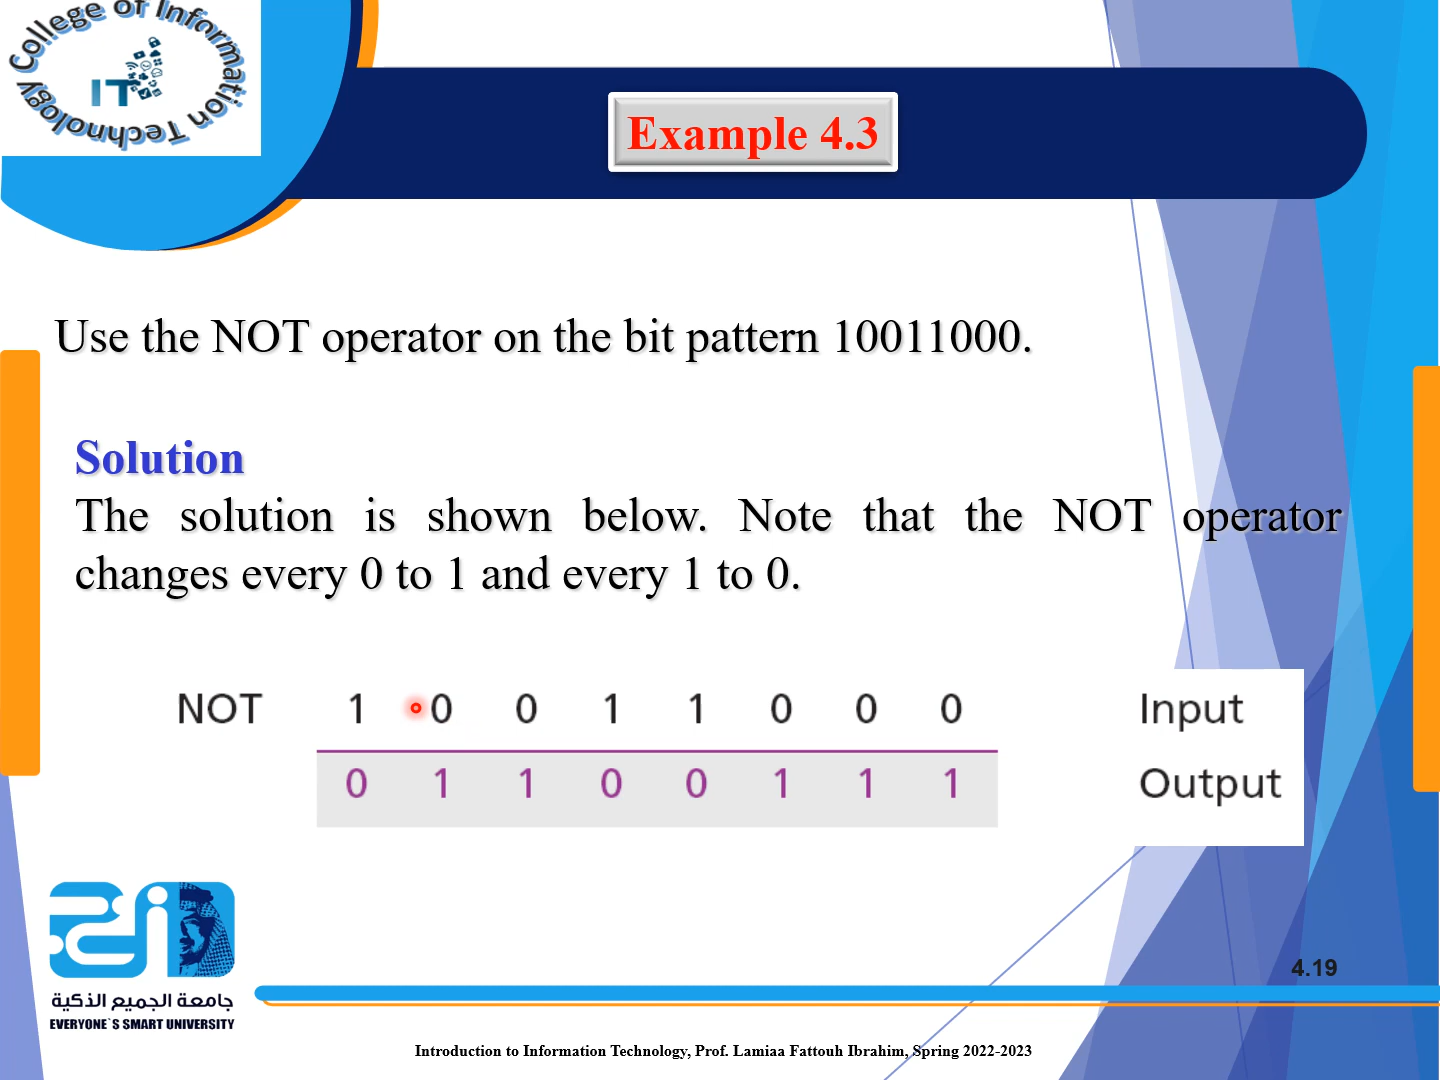 College of Information Technology
IT
Example 4.3
Use the NOT operator on the bit pattern 10011000.
Solution
The solution is shown below. Note that the NOT operator
changes every 0 to 1 and every 1 to 0.
NOT 1 0 0 1 1 0 0 0 Input
0 1 1 0 0 1 1 1 Output
4.19
جامعة الجميع الذكية
EVERYONE`S SMART UNIVERSITY
Introduction to Information Technology, Prof. Lamiaa Fattouh Ibrahim, Spring 2022-2023